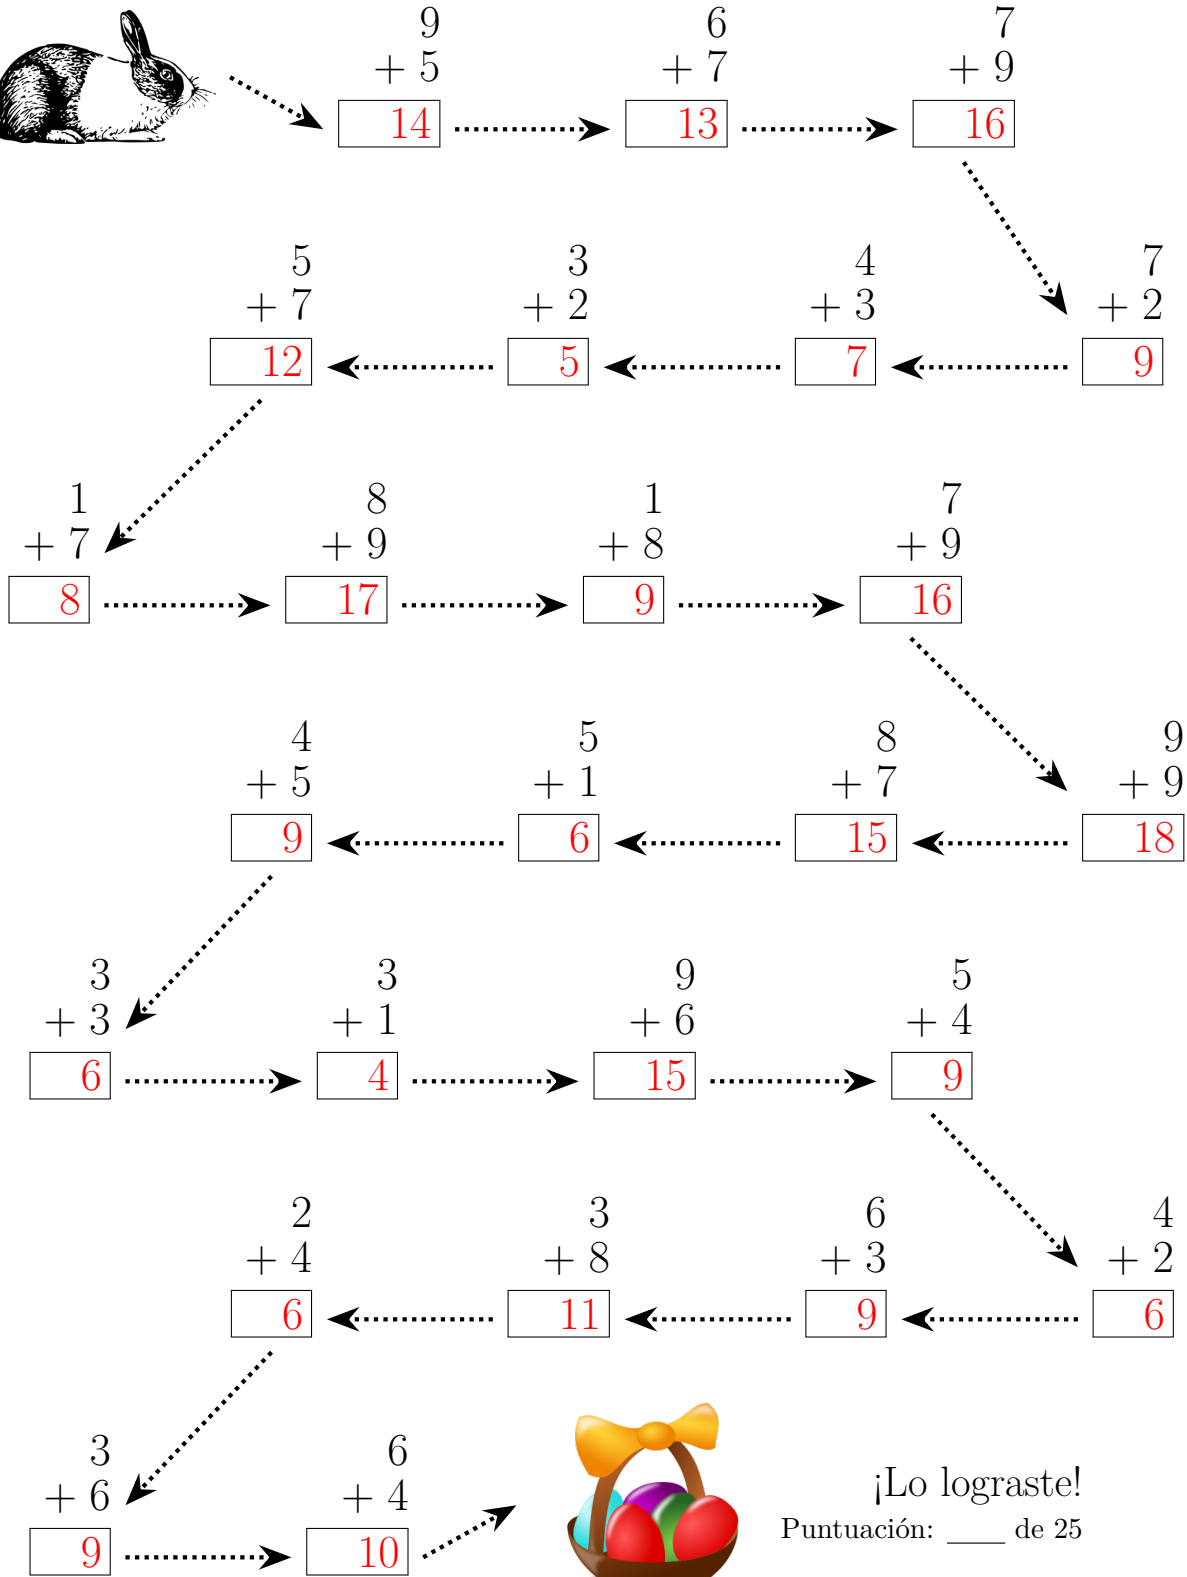 9 6 7
+ 5 + 7 + 9
14 13 16
5 3 4 7
+ 7 + 2 + 3 + 2
12 5 7 9
1 8 1 7
+ 7 + 9 + 8 + 9
8 17 9 16
4 5 8 9
+ 5 + 1 + 7 + 9
9 6 15 18
3 3 9 5
+ 3 + 1 + 6 + 4
6 4 15 9
2 3 6 4
+ 4 + 8 + 3 + 2
6 11 9 6
3 6
+ 6 + 4
9 10
¡Lo lograste!
Puntuación: ____ de 25